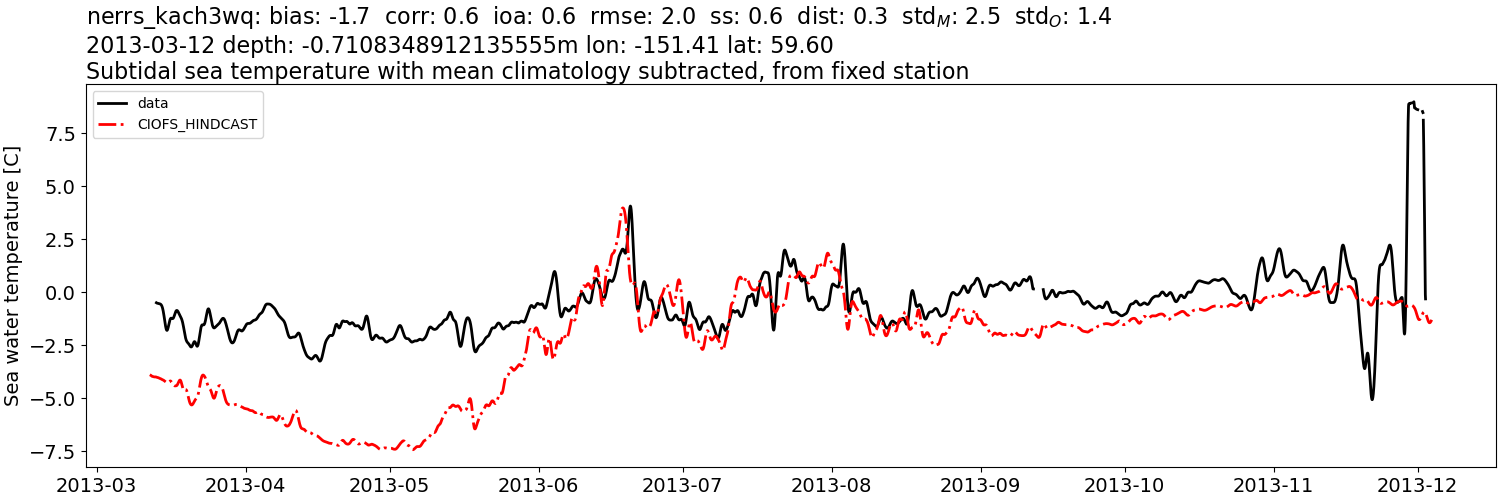 nerrs_kach3wq: bias: -1.7 corr: 0.6 ioa: 0.6 rmse: 2.0 ss: 0.6 dist: 0.3 std_M: 2.5 std_O: 1.4
2013-03-12 depth: -0.7108348912135555m lon: -151.41 lat: 59.60
Subtidal sea temperature with mean climatology subtracted, from fixed station
data
CIOFS_HINDCAST
Sea water temperature [C]
7.5
5.0
2.5
0.0
−2.5
−5.0
−7.5
2013-03 2013-04 2013-05 2013-06 2013-07 2013-08 2013-09 2013-10 2013-11 2013-12